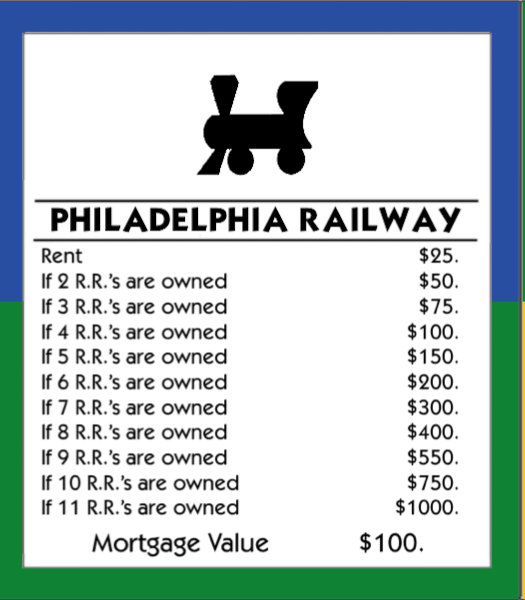 PHILADELPHIA RAILWAY
Rent $25.
If 2 R.R.'s are owned $50.
If 3 R.R.'s are owned $75.
If 4 R.R.'s are owned $100.
If 5 R.R.'s are owned $150.
If 6 R.R.'s are owned $200.
If 7 R.R.'s are owned $300.
If 8 R.R.'s are owned $400.
If 9 R.R.'s are owned $550.
If 10 R.R.'s are owned $750.
If 11 R.R.'s are owned $1000.
Mortgage Value $100.